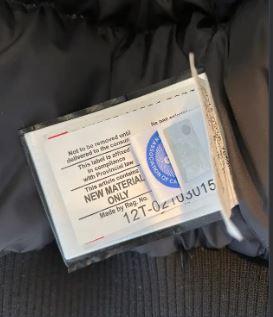 Not to be removed until
delivered to the consu
This label is affixed
in compliance
with Provincial law
This article contains
NEW MATERIAL
ONLY
Made by Reg. No.
12T-02103015